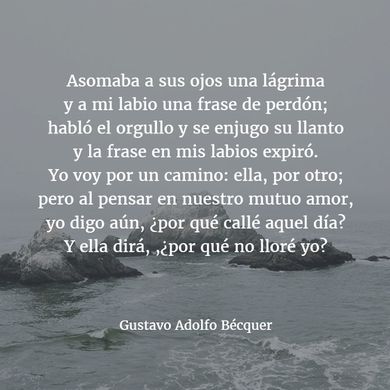 Asomaba a sus ojos una lágrima
y a mi labio una frase de perdón;
habló el orgullo y se enjugo su llanto
y la frase en mis labios expiró.
Yo voy por un camino: ella, por otro;
pero al pensar en nuestro mutuo amor,
yo digo aún, ¿por qué callé aquel día?
Y ella dirá, ,¿por qué no lloré yo?
Gustavo Adolfo Bécquer